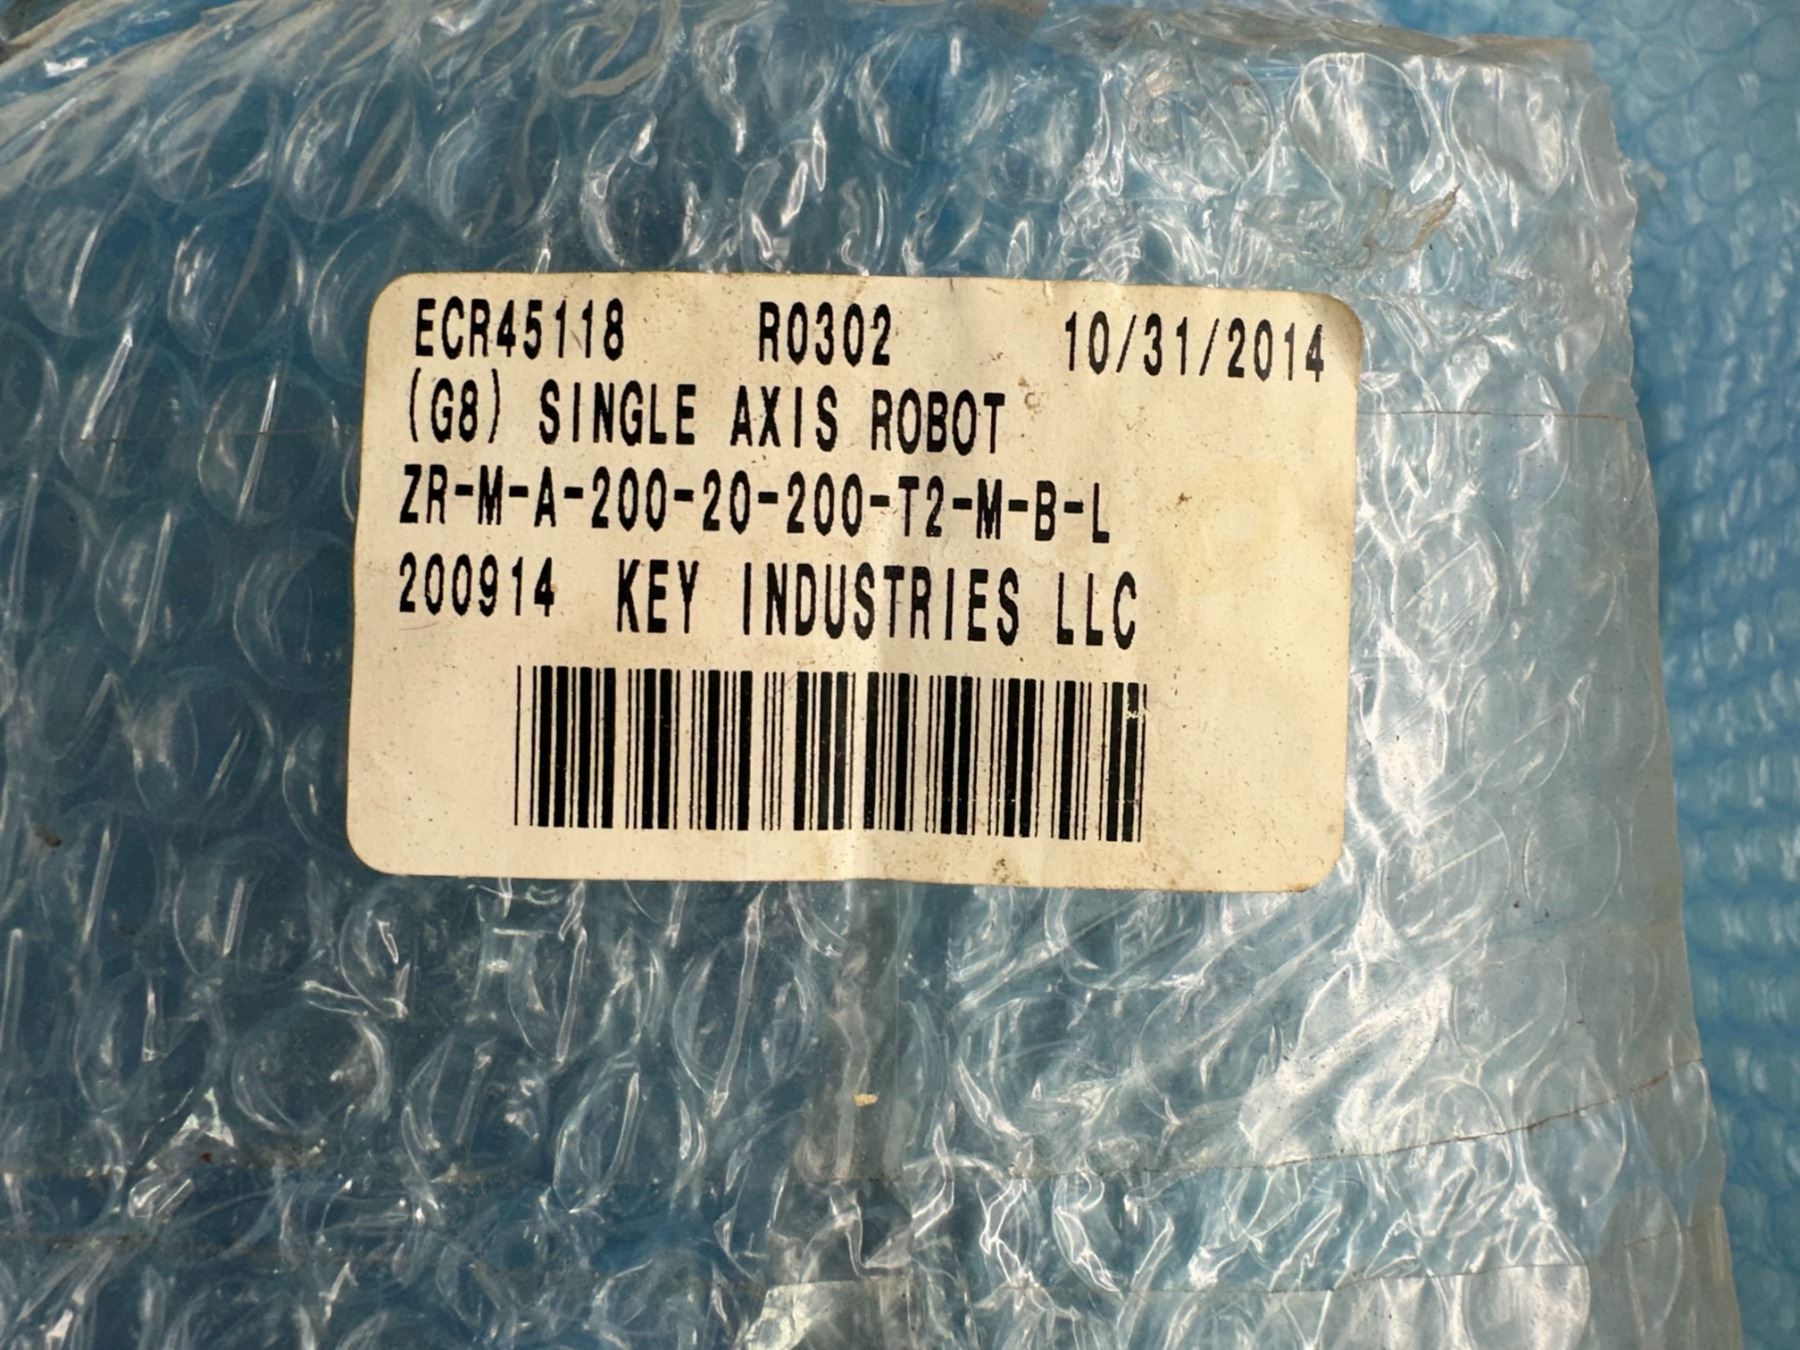 ECR45118 R0302 10/31/2014
(G8) SINGLE AXIS ROBOT
ZR-M-A-200-20-200-T2-M-B-L
200914 KEY INDUSTRIES LLC